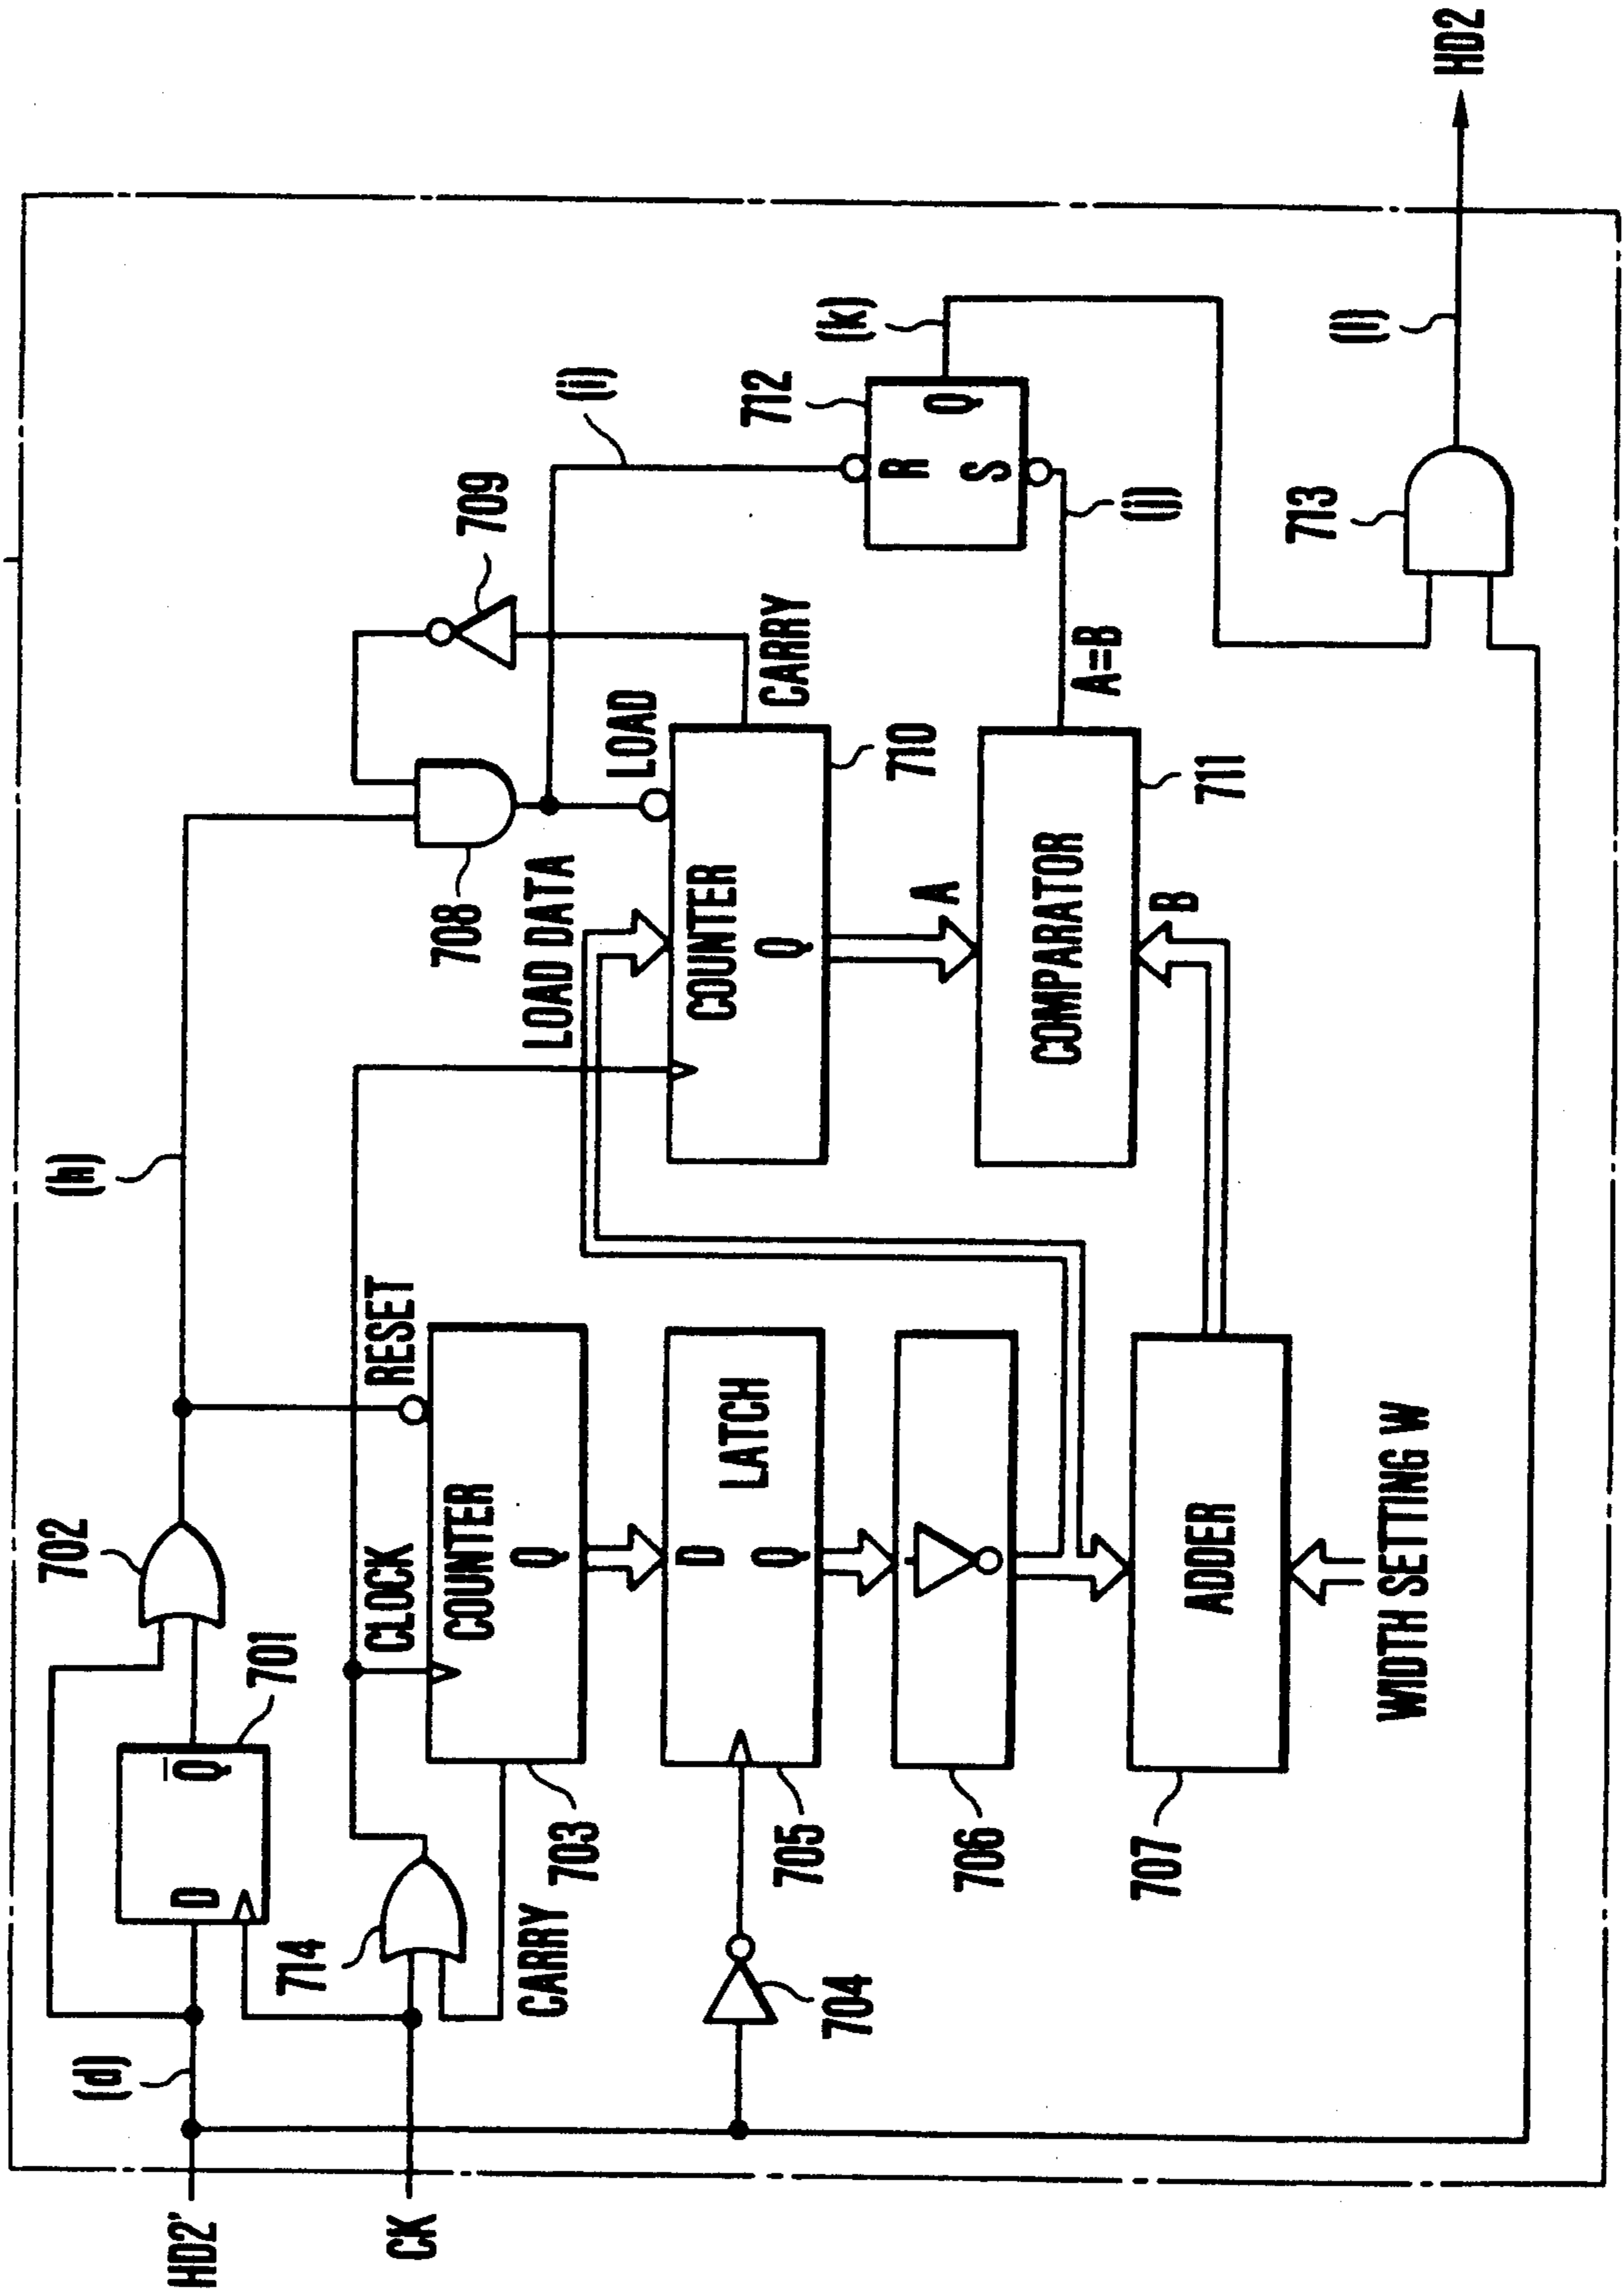 HD2'
(d)
D
Q̅
701
702
(h)
CK
714
CARRY
CLOCK
RESET
COUNTER
Q
703
704
D
LATCH
Q
705
706
ADDER
707
WIDTH SETTING W
708
709
LOAD DATA
LOAD
COUNTER
Q
CARRY
710
A
COMPARATOR
B
A=B
711
(i)
712
R
S
Q
(j)
(k)
713
(l)
HD2